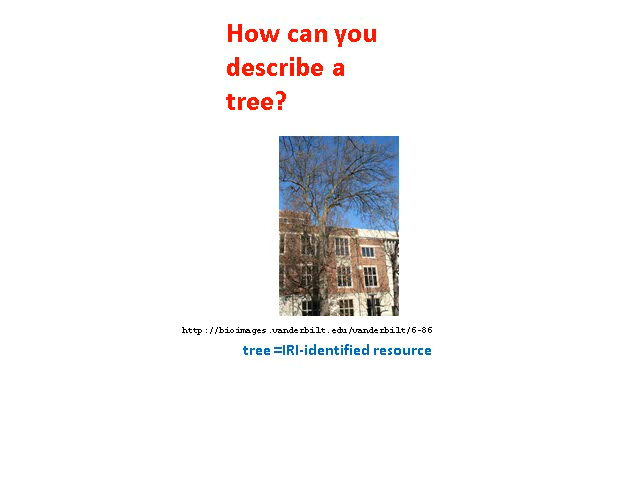 How can you
describe a
tree?
http://bioimages.vanderbilt.edu/vanderbilt/6-86
tree =IRI-identified resource